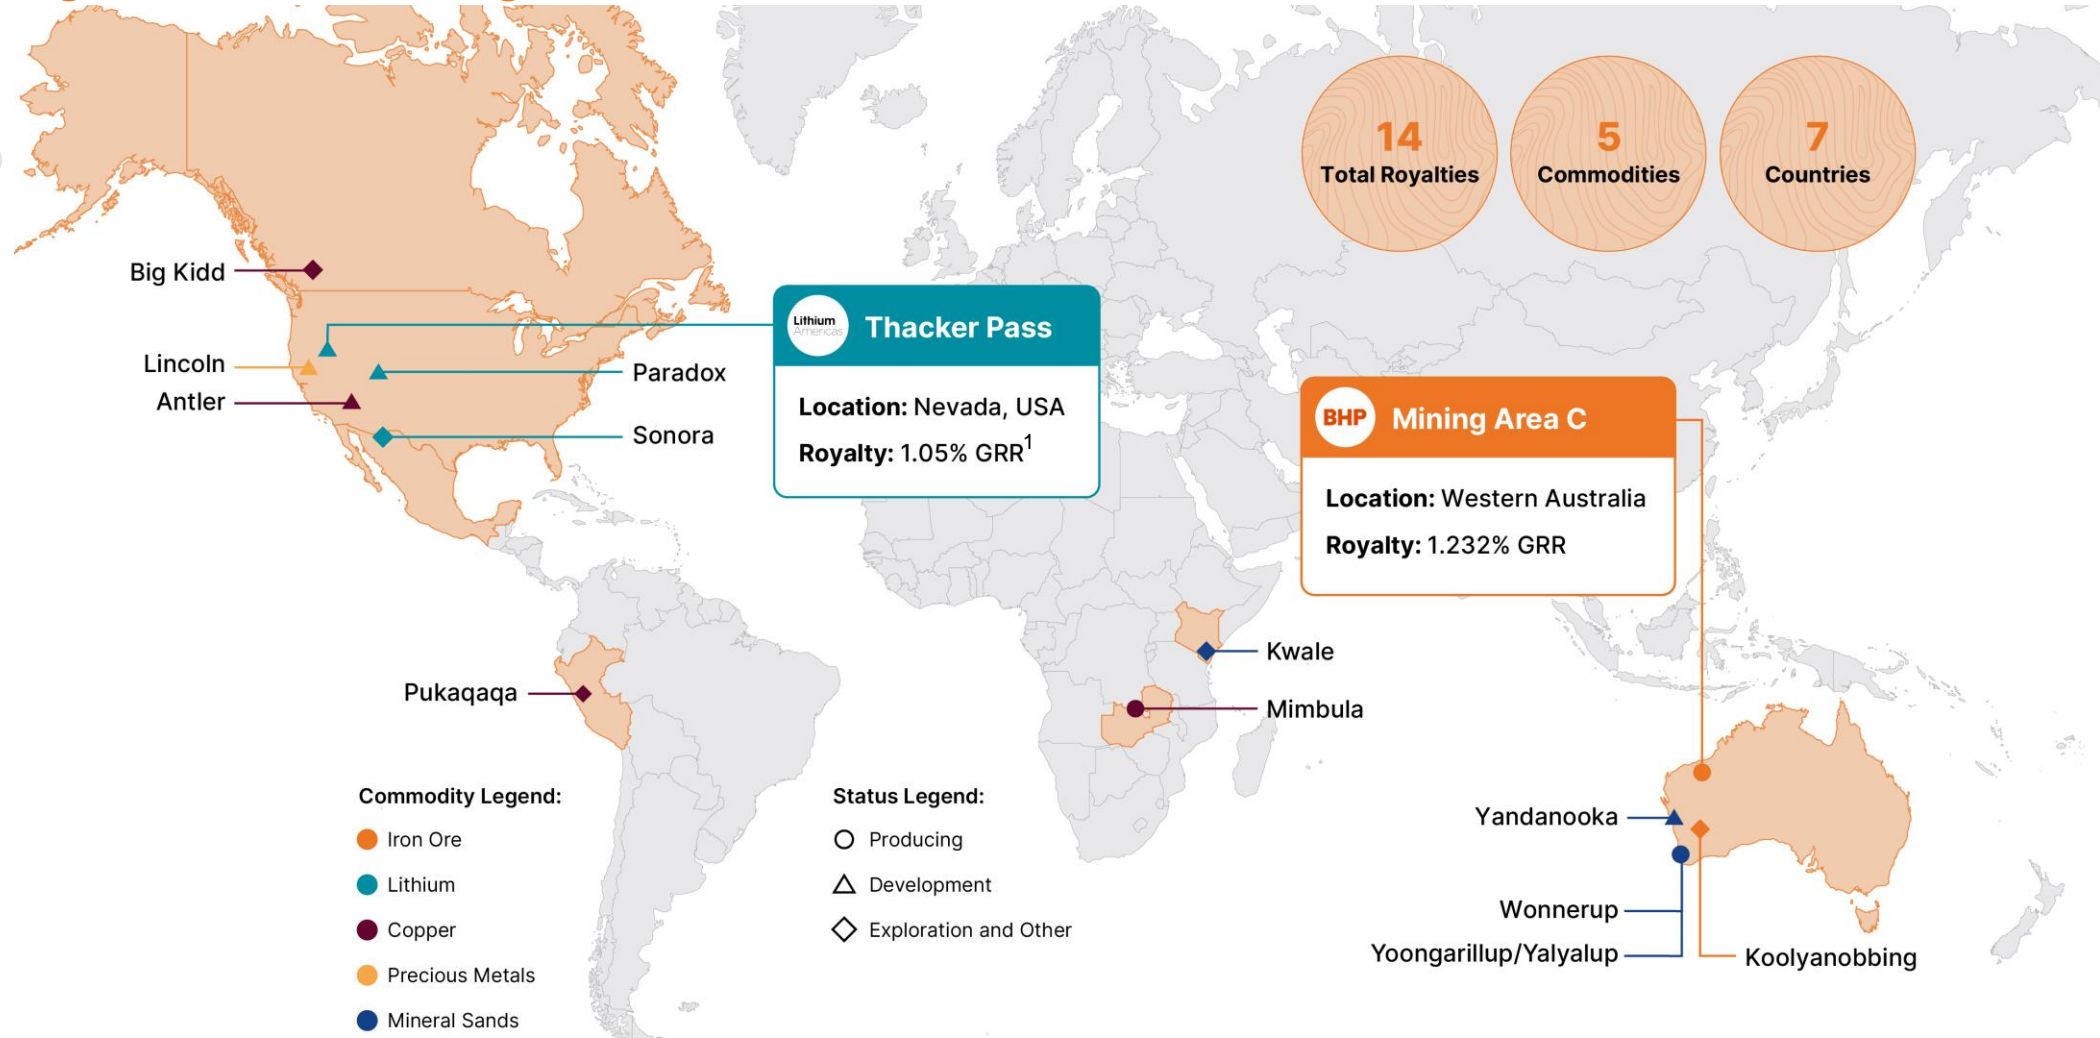 14
Total Royalties
5
Commodities
7
Countries
Big Kidd
Lincoln
Antler
Paradox
Sonora
Lithium
Americas
Thacker Pass
Location: Nevada, USA
Royalty: 1.05% GRR¹
BHP
Mining Area C
Location: Western Australia
Royalty: 1.232% GRR
Kwale
Mimbula
Pukaqaqa
Commodity Legend:
Iron Ore
Lithium
Copper
Precious Metals
Mineral Sands
Status Legend:
Producing
Development
Exploration and Other
Yandanooka
Wonnerup
Yoongarillup/Yalyalup
Koolyanobbing